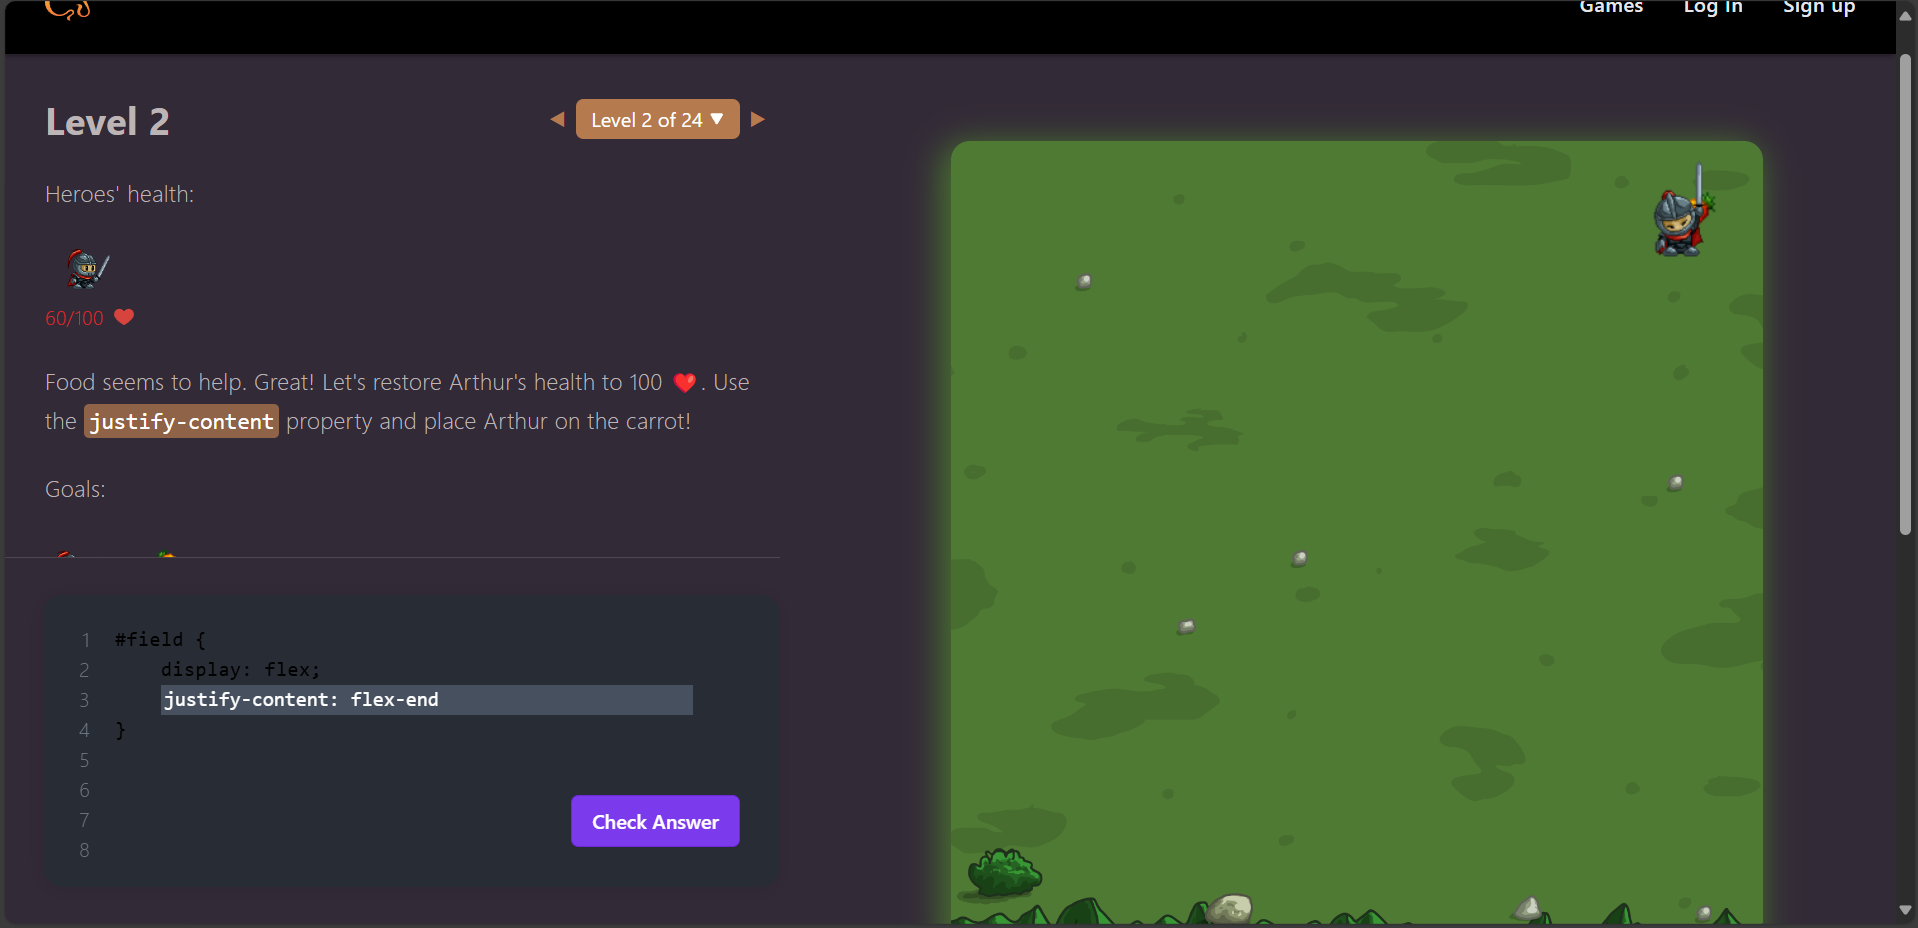 Games Log In Sign up
Level 2
Level 2 of 24
Heroes' health:
60/100
Food seems to help. Great! Let's restore Arthur's health to 100 ❤️. Use
the justify-content property and place Arthur on the carrot!
Goals:
1 #field {
2 display: flex;
3 justify-content: flex-end
4 }
5
6
7
8
Check Answer